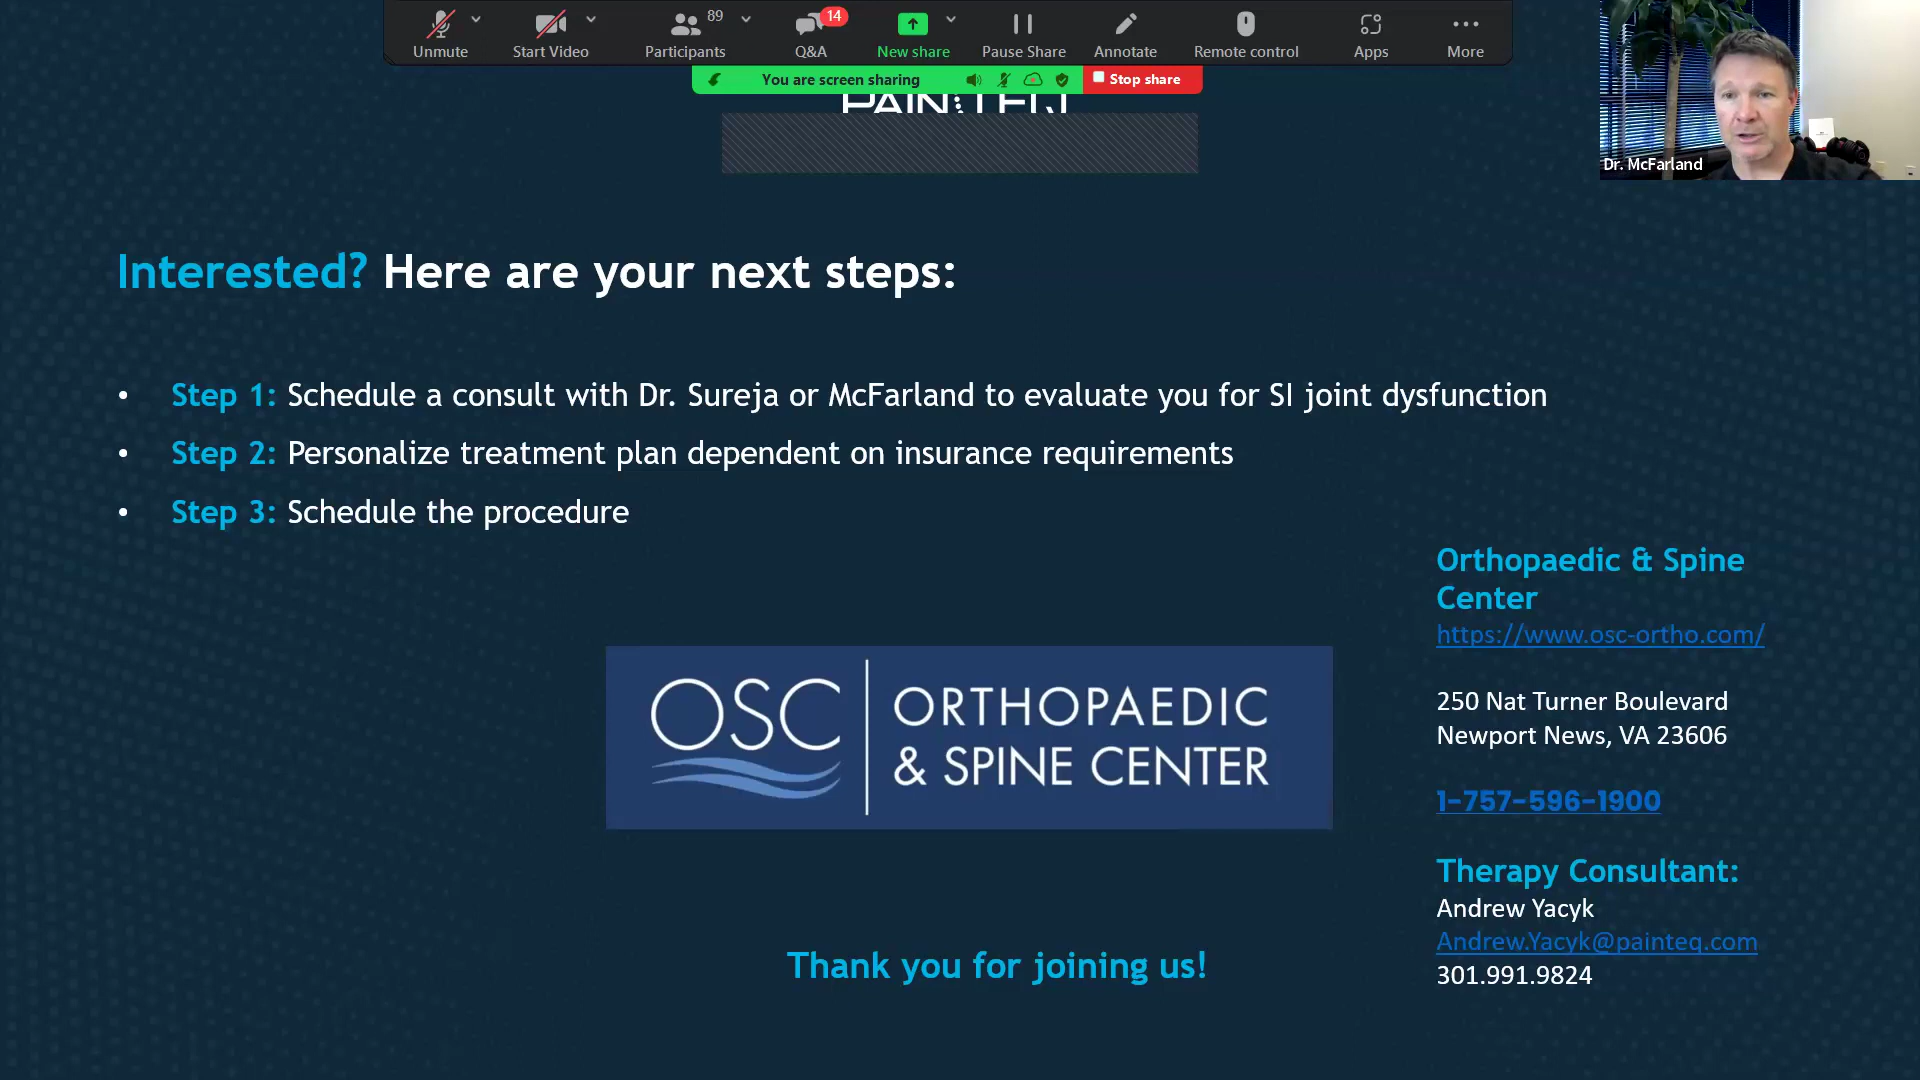 89
14
Unmute
Start Video
Participants
Q&A
New share
Pause Share
Annotate
Remote control
Apps
More
You are screen sharing
Stop share
Dr. McFarland
Interested? Here are your next steps:
• Step 1: Schedule a consult with Dr. Sureja or McFarland to evaluate you for SI joint dysfunction
• Step 2: Personalize treatment plan dependent on insurance requirements
• Step 3: Schedule the procedure
OSC
ORTHOPAEDIC
& SPINE CENTER
Orthopaedic & Spine
Center
https://www.osc-ortho.com/
250 Nat Turner Boulevard
Newport News, VA 23606
1-757-596-1900
Therapy Consultant:
Andrew Yacyk
Andrew.Yacyk@painteq.com
301.991.9824
Thank you for joining us!